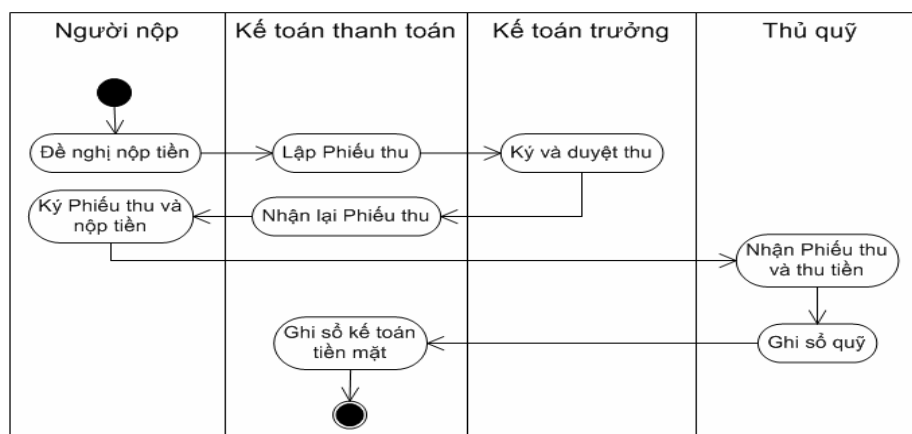 Người nộp
Kế toán thanh toán
Kế toán trưởng
Thủ quỹ
Đề nghị nộp tiền
Lập Phiếu thu
Ký và duyệt thu
Ký Phiếu thu và
nộp tiền
Nhận lại Phiếu thu
Nhận Phiếu thu
và thu tiền
Ghi sổ kế toán
tiền mặt
Ghi sổ quỹ